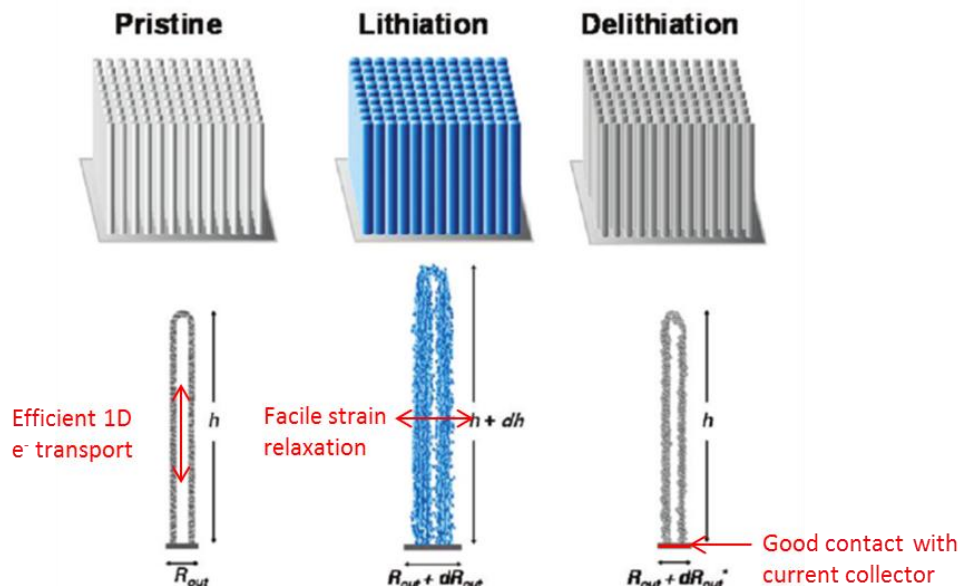 Pristine
Lithiation
Delithiation
Efficient 1D
e⁻ transport
h
Facile strain
relaxation
h + dh
h
Good contact with
current collector
R_out
R_out + dR_out
R_out + dR_out*